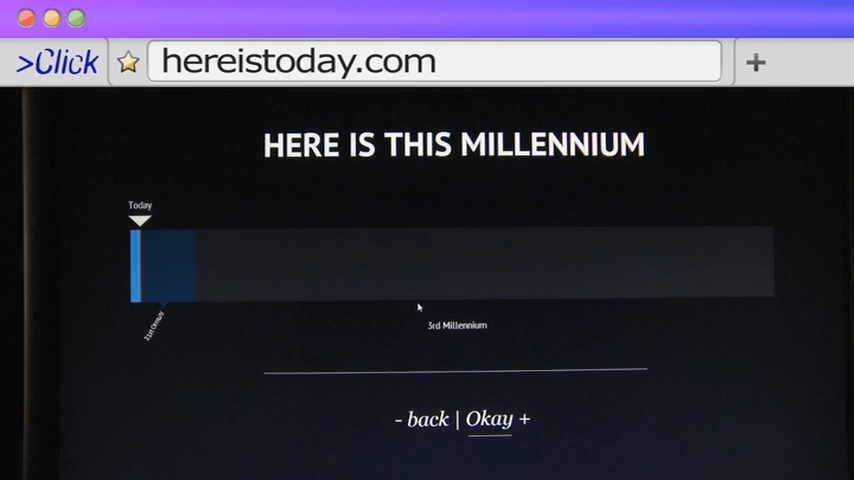 >Click
hereistoday.com
+
HERE IS THIS MILLENNIUM
Today
21st Century
3rd Millennium
- back | Okay +